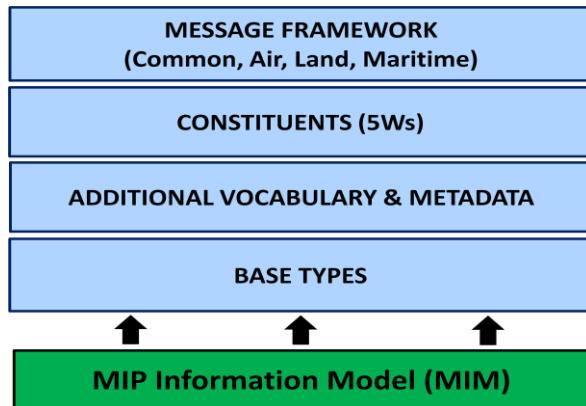 MESSAGE FRAMEWORK
(Common, Air, Land, Maritime)
CONSTITUENTS (5Ws)
ADDITIONAL VOCABULARY & METADATA
BASE TYPES
MIP Information Model (MIM)